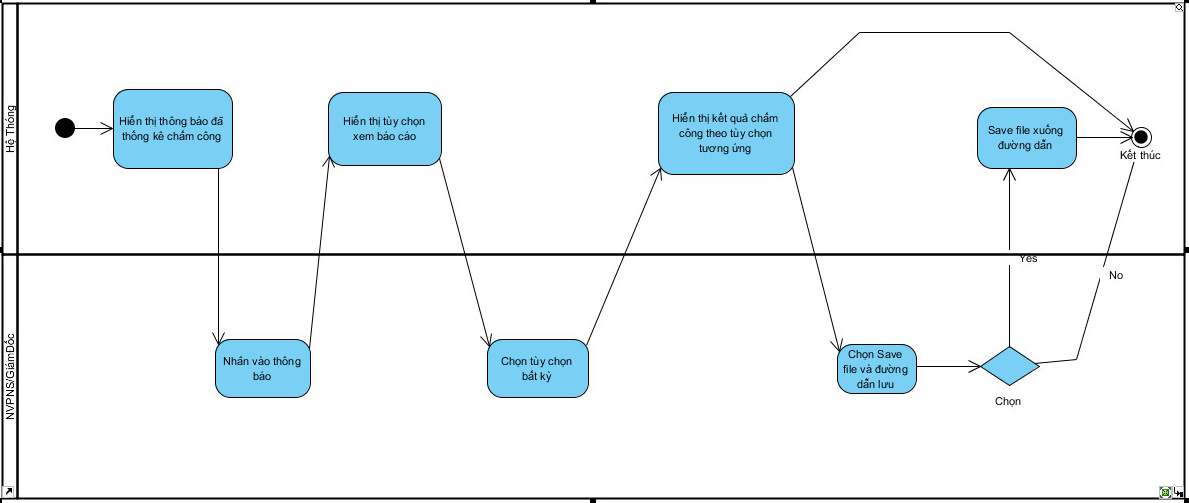 Hệ Thống
Hiển thị thông báo đã
thống kê chấm công
Hiển thị tùy chọn
xem báo cáo
Hiển thị kết quả chấm
công theo tùy chọn
tương ứng
Save file xuống
đường dẫn
Kết thúc
Yes
No
NVPNS/GiámĐốc
Nhấn vào thông
báo
Chọn tùy chọn
bất kỳ
Chọn Save
file và đường
dẫn lưu
Chọn